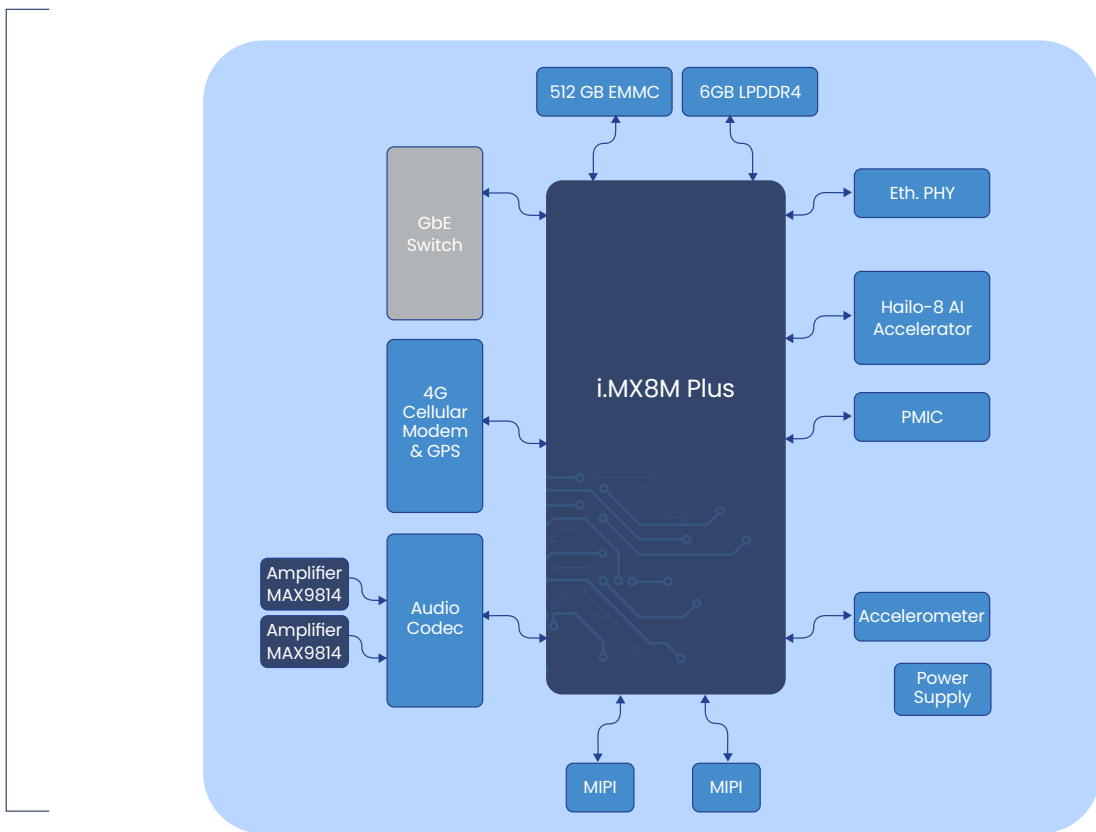 512 GB EMMC
6GB LPDDR4
GbE
Switch
Eth. PHY
Hailo-8 AI
Accelerator
i.MX8M Plus
4G
Cellular
Modem
& GPS
PMIC
Amplifier
MAX9814
Amplifier
MAX9814
Audio
Codec
Accelerometer
Power
Supply
MIPI
MIPI